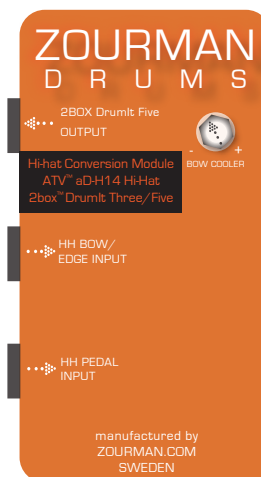 ZOURMAN
DRUMS
2BOX DrumIt Five
OUTPUT
- +
BOW COOLER
Hi-hat Conversion Module
ATV™ aD-H14 Hi-Hat
2box™ DrumIt Three/Five
HH BOW/
EDGE INPUT
HH PEDAL
INPUT
manufactured by
ZOURMAN.COM
SWEDEN